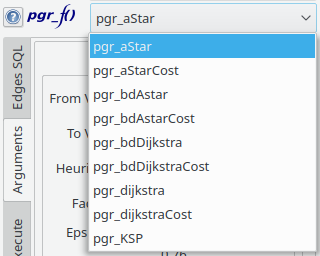 pgr_f()
pgr_aStar
pgr_aStar
pgr_aStarCost
pgr_bdAstar
pgr_bdAstarCost
pgr_bdDijkstra
pgr_bdDijkstraCost
pgr_dijkstra
pgr_dijkstraCost
pgr_KSP
Edges SQL
Arguments
xecute
From V
To V
Heuri
Fac
Eps